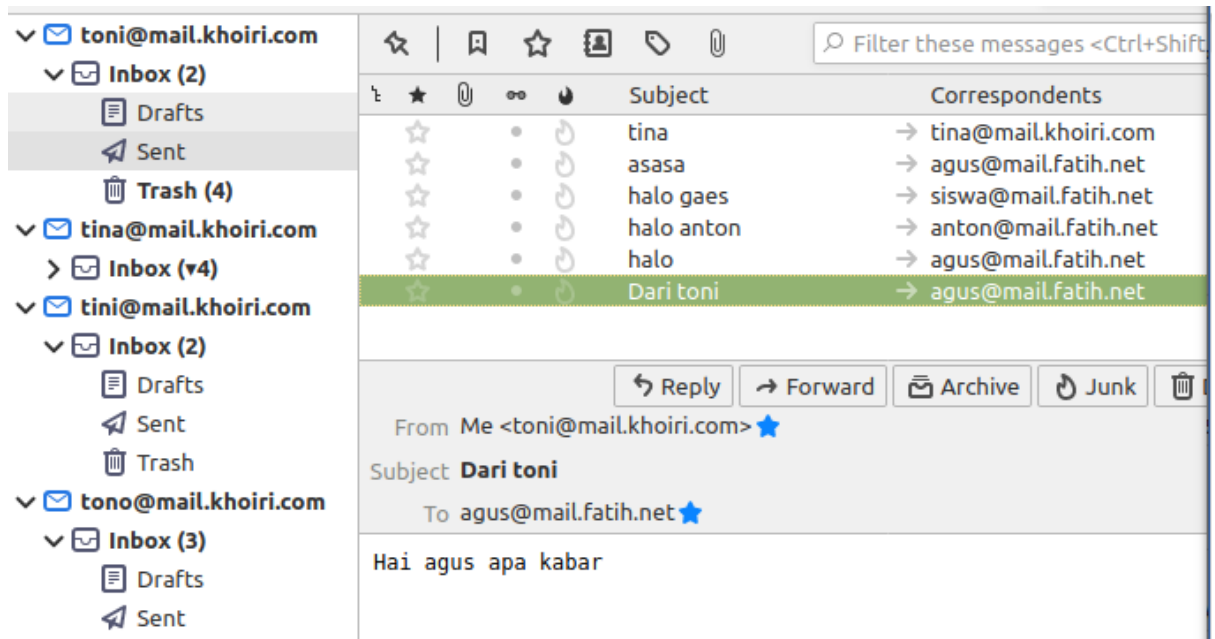 toni@mail.khoiri.com
Inbox (2)
Drafts
Sent
Trash (4)
tina@mail.khoiri.com
Inbox (▾4)
tini@mail.khoiri.com
Inbox (2)
Drafts
Sent
Trash
tono@mail.khoiri.com
Inbox (3)
Drafts
Sent
Filter these messages <Ctrl+Shift
Subject Correspondents
tina → tina@mail.khoiri.com
asasa → agus@mail.fatih.net
halo gaes → siswa@mail.fatih.net
halo anton → anton@mail.fatih.net
halo → agus@mail.fatih.net
Dari toni → agus@mail.fatih.net
Reply Forward Archive Junk
From Me <toni@mail.khoiri.com>
Subject Dari toni
To agus@mail.fatih.net
Hai agus apa kabar